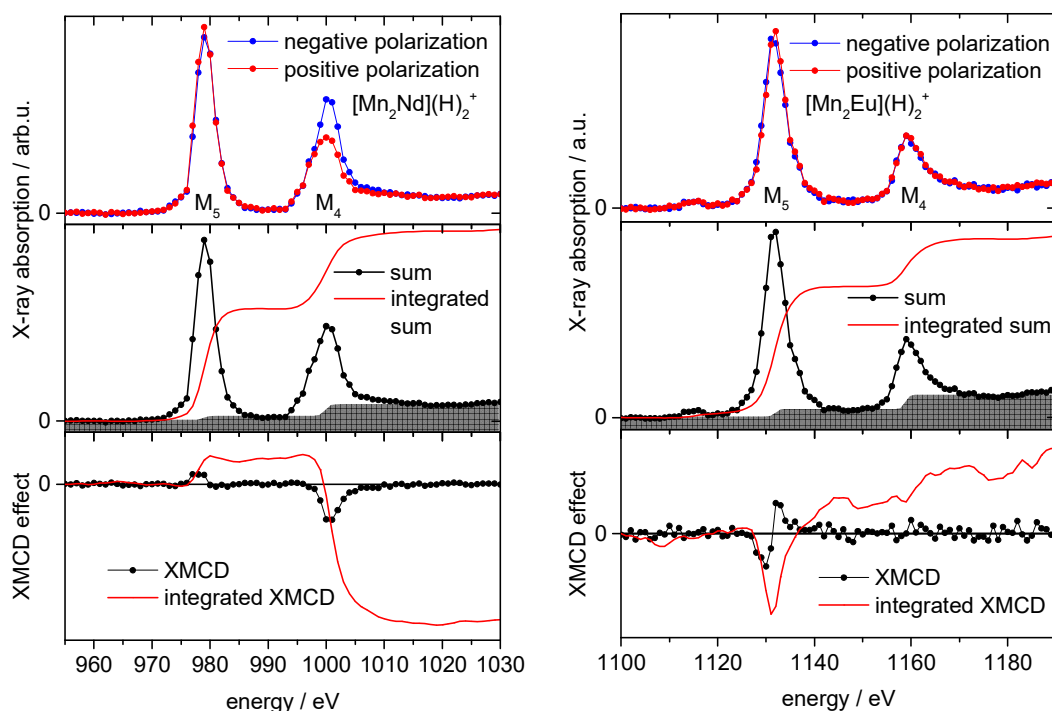 negative polarization
positive polarization
[Mn₂Nd](H)₂⁺
M₅
M₄
0
X-ray absorption / arb.u.
sum
integrated
sum
0
XMCD effect
0
XMCD
integrated XMCD
960 970 980 990 1000 1010 1020 1030
energy / eV
negative polarization
positive polarization
[Mn₂Eu](H)₂⁺
M₅
M₄
0
X-ray absorption / a.u.
sum
integrated sum
0
XMCD effect
0
XMCD
integrated XMCD
1100 1120 1140 1160 1180
energy / eV